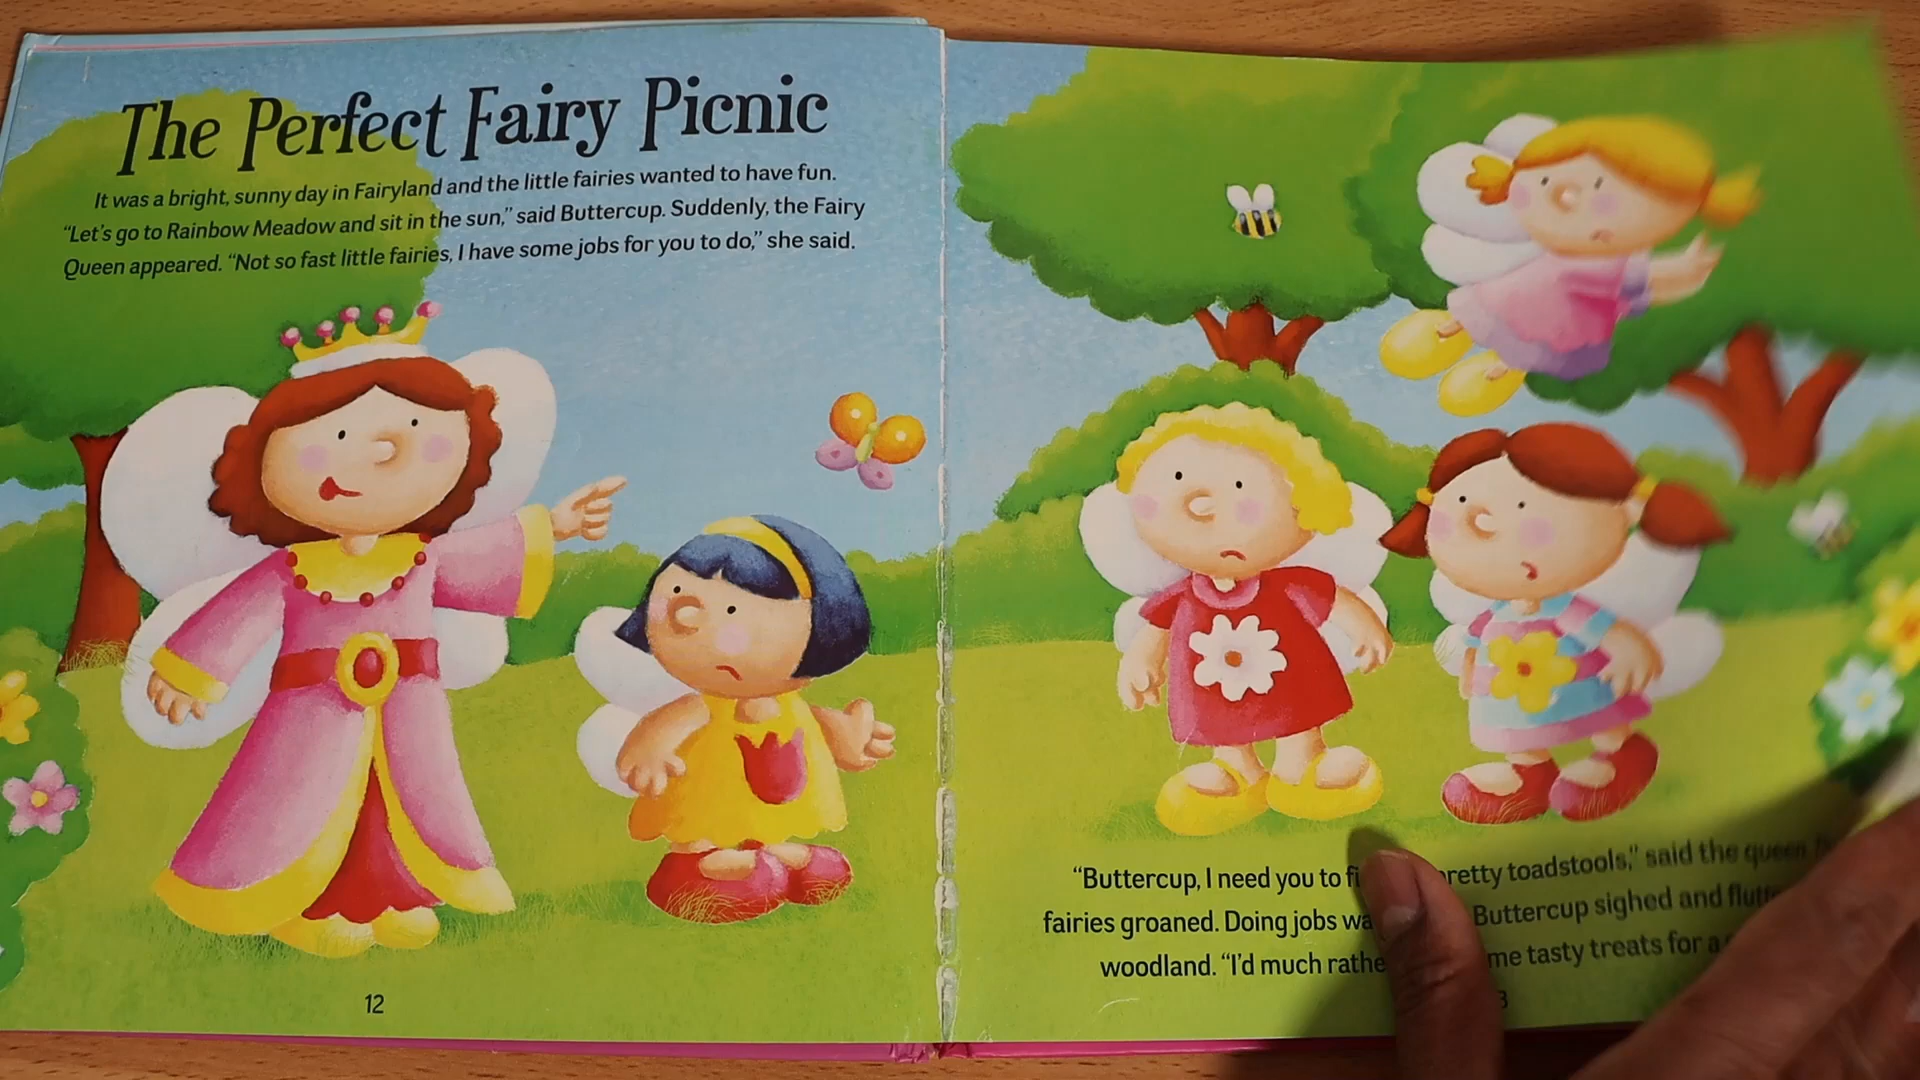 The Perfect Fairy Picnic
It was a bright, sunny day in Fairyland and the little fairies wanted to have fun.
“Let’s go to Rainbow Meadow and sit in the sun,” said Buttercup. Suddenly, the Fairy
Queen appeared. “Not so fast little fairies, I have some jobs for you to do,” she said.
12
“Buttercup, I need you to pretty toadstools,” said the queen
fairies groaned. Doing jobs Buttercup sighed and
woodland. “I’d much tasty treats for